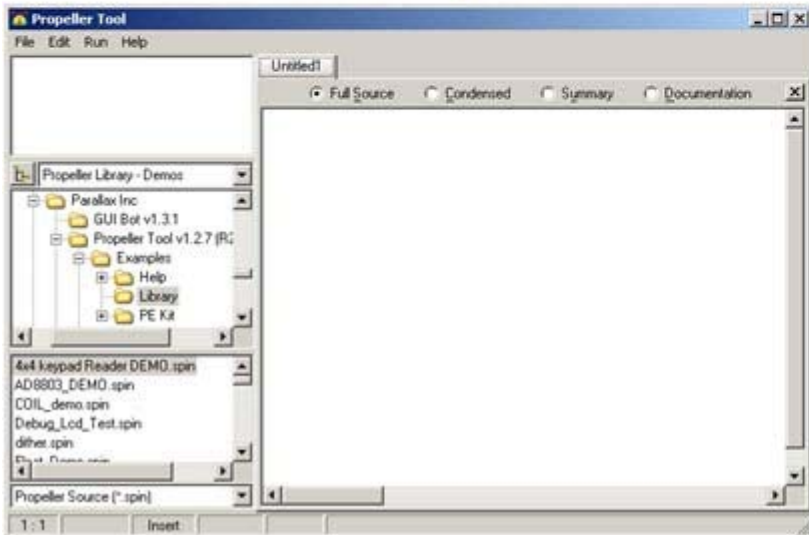 Propeller Tool
File Edit Run Help
Untitled1
Full Source Condensed Summary Documentation
Propeller Library - Demos
Parallax Inc
GUI Bot v1.3.1
Propeller Tool v1.2.7 (R2
Examples
Help
Library
PE Kit
4x4 keypad Reader DEMO.spin
AD8803_DEMO.spin
COIL_demo.spin
Debug_Lcd_Test.spin
dither.spin
Propeller Source (*.spin)
1 : 1 Insert